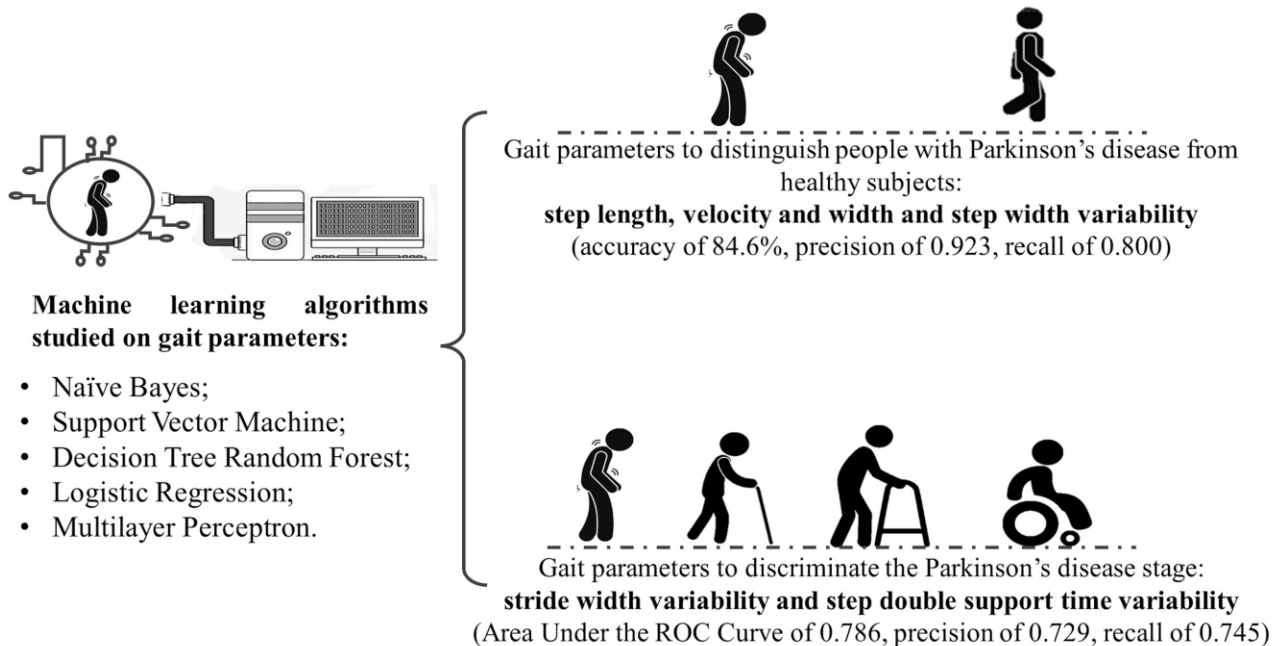 Machine learning algorithms
studied on gait parameters:
• Naïve Bayes;
• Support Vector Machine;
• Decision Tree Random Forest;
• Logistic Regression;
• Multilayer Perceptron.
Gait parameters to distinguish people with Parkinson’s disease from
healthy subjects:
step length, velocity and width and step width variability
(accuracy of 84.6%, precision of 0.923, recall of 0.800)
Gait parameters to discriminate the Parkinson’s disease stage:
stride width variability and step double support time variability
(Area Under the ROC Curve of 0.786, precision of 0.729, recall of 0.745)